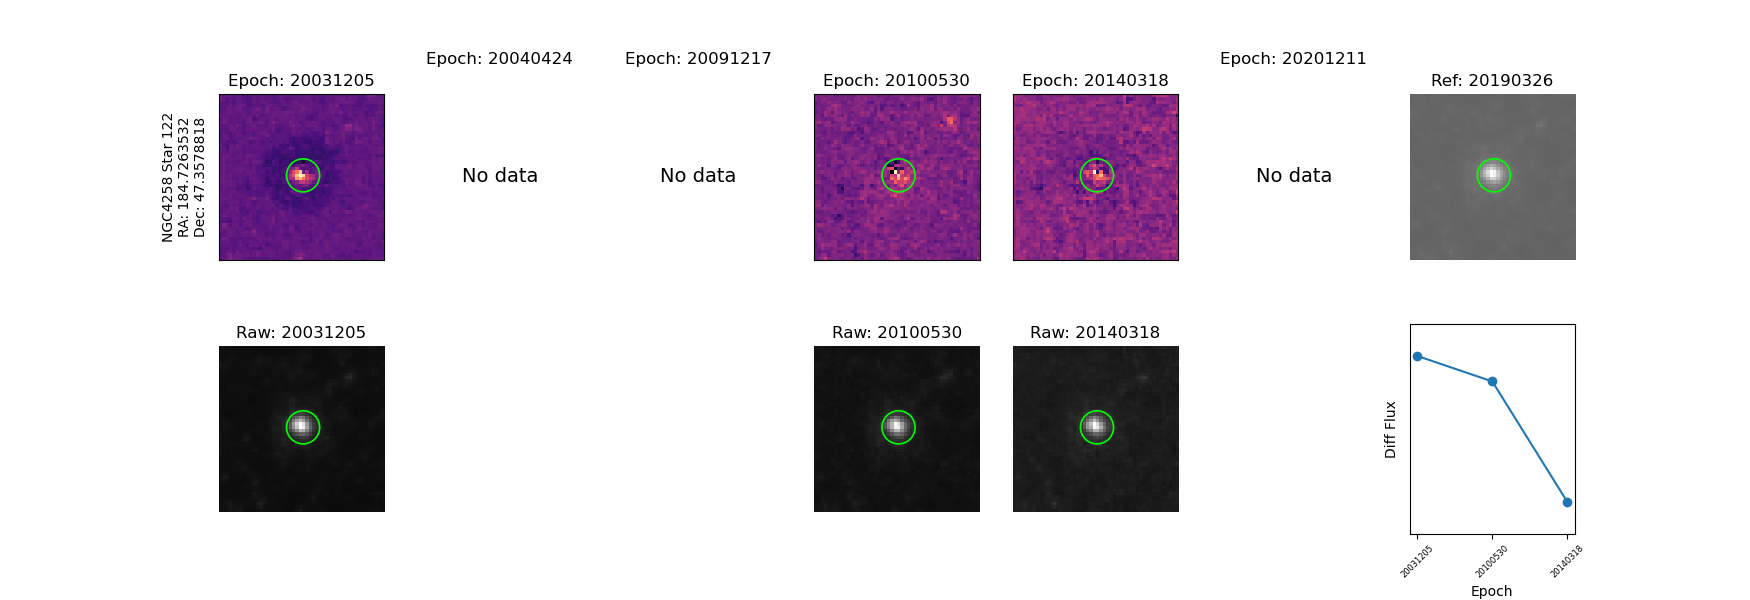 Epoch: 20040424
Epoch: 20091217
Epoch: 20201211
Epoch: 20031205
Epoch: 20100530
Epoch: 20140318
Ref: 20190326
NGC4258 Star 122
RA: 184.7263532
Dec: 47.3578818
No data
No data
No data
Raw: 20031205
Raw: 20100530
Raw: 20140318
Diff Flux
20031205
20100530
20140318
Epoch